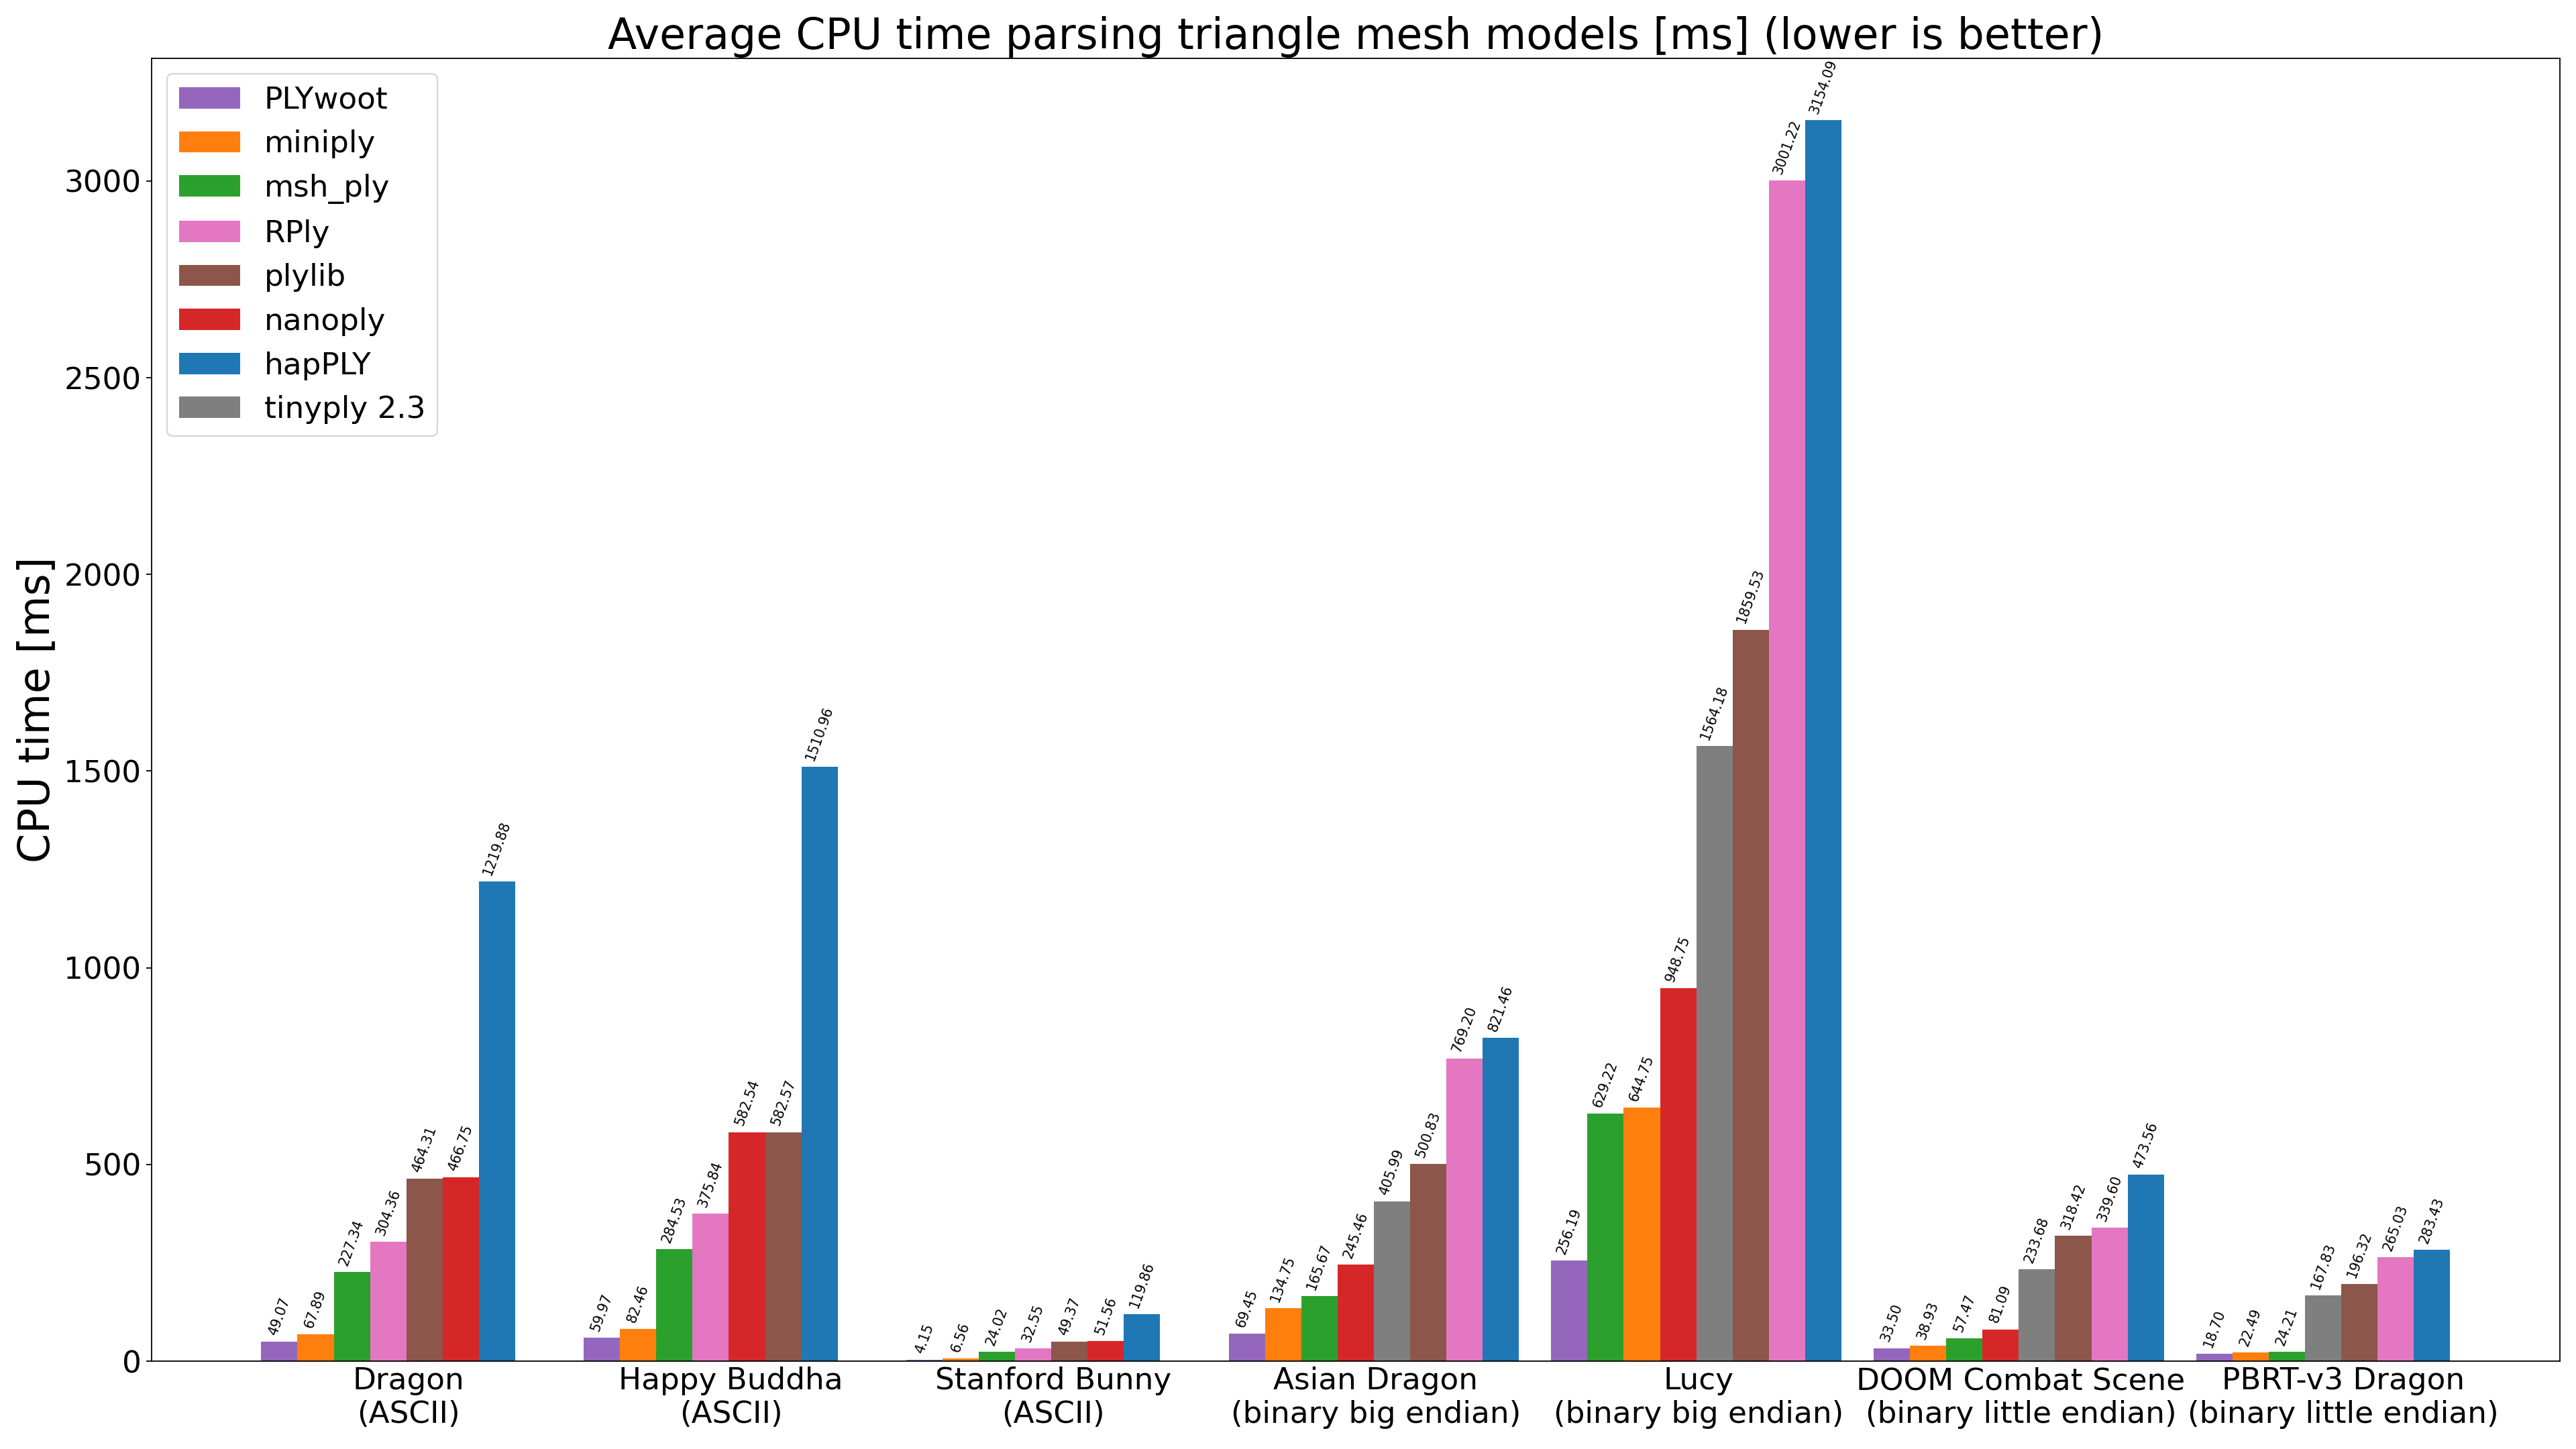 Average CPU time parsing triangle mesh models [ms] (lower is better)
PLYwoot
miniply
msh_ply
RPly
plylib
nanoply
hapPLY
tinyply 2.3
CPU time [ms]
3000
2500
2000
1500
1000
500
0
49.07
67.89
227.34
304.36
464.31
466.75
1219.88
59.97
82.46
284.53
375.84
582.54
582.57
1510.96
4.15
6.56
24.02
32.55
49.37
51.56
119.86
69.45
134.75
165.67
245.46
405.99
500.83
769.20
821.46
256.19
629.22
644.75
948.75
1564.18
1859.53
3001.22
3154.09
33.50
38.93
57.47
81.09
233.68
318.42
339.60
473.56
18.70
22.49
24.21
167.83
196.32
265.03
283.43
Dragon
(ASCII)
Happy Buddha
(ASCII)
Stanford Bunny
(ASCII)
Asian Dragon
(binary big endian)
Lucy
(binary big endian)
DOOM Combat Scene
(binary little endian)
PBRT-v3 Dragon
(binary little endian)